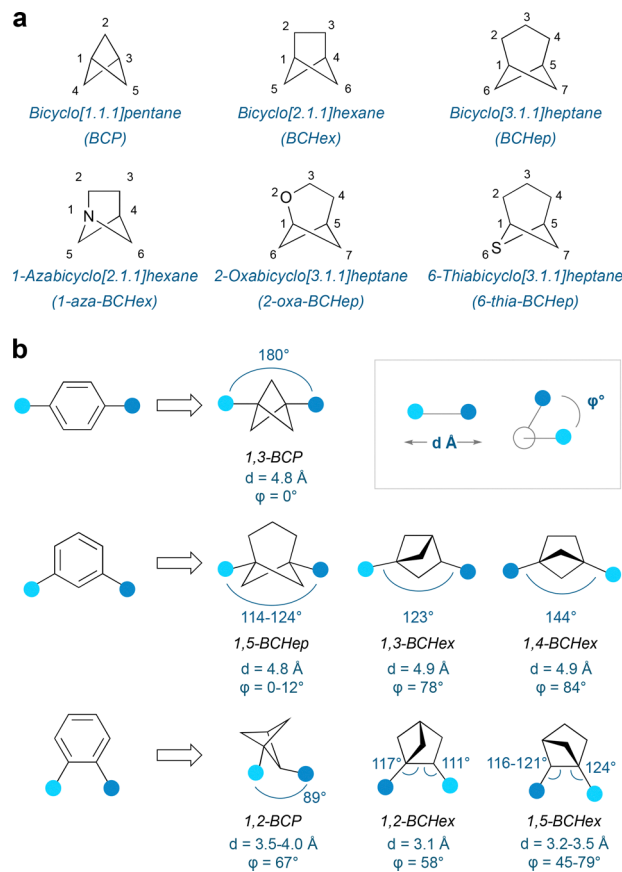 a
2
1
3
4
5
Bicyclo[1.1.1]pentane
(BCP)
2
3
1
4
5
6
Bicyclo[2.1.1]hexane
(BCHex)
3
2
4
1
5
6
7
Bicyclo[3.1.1]heptane
(BCHep)
2
3
1
N
4
5
6
1-Azabicyclo[2.1.1]hexane
(1-aza-BCHex)
3
2
O
4
1
5
6
7
2-Oxabicyclo[3.1.1]heptane
(2-oxa-BCHep)
3
2
4
1
5
S
6
7
6-Thiabicyclo[3.1.1]heptane
(6-thia-BCHep)
b
180°
1,3-BCP
d = 4.8 Å
φ = 0°
d Å
φ°
114-124°
1,5-BCHep
d = 4.8 Å
φ = 0-12°
123°
1,3-BCHex
d = 4.9 Å
φ = 78°
144°
1,4-BCHex
d = 4.9 Å
φ = 84°
89°
1,2-BCP
d = 3.5-4.0 Å
φ = 67°
117°
111°
1,2-BCHex
d = 3.1 Å
φ = 58°
116-121°
124°
1,5-BCHex
d = 3.2-3.5 Å
φ = 45-79°